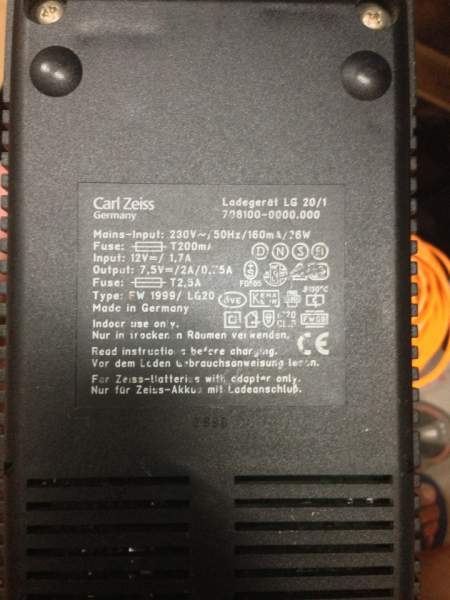 Carl Zeiss
Germany
Ladegerät LG 20/1
708100-0000.000
Mains-Input: 230V~/50Hz/160mA/26W
Fuse: T200mA
Input: 12V=/1,7A
Output: 7,5V=/2A/0,75A
Fuse: T2,5A
Type: FW 1999/LG20
Made in Germany
D N S FI
Indoor use only.
Nur in trockenen Räumen verwenden.
Read instructions before charging.
Vor dem Laden Gebrauchsanweisung lesen.
For Zeiss-Batteries with adapter only.
Nur für Zeiss-Akkus mit Ladeanschluß.
CE